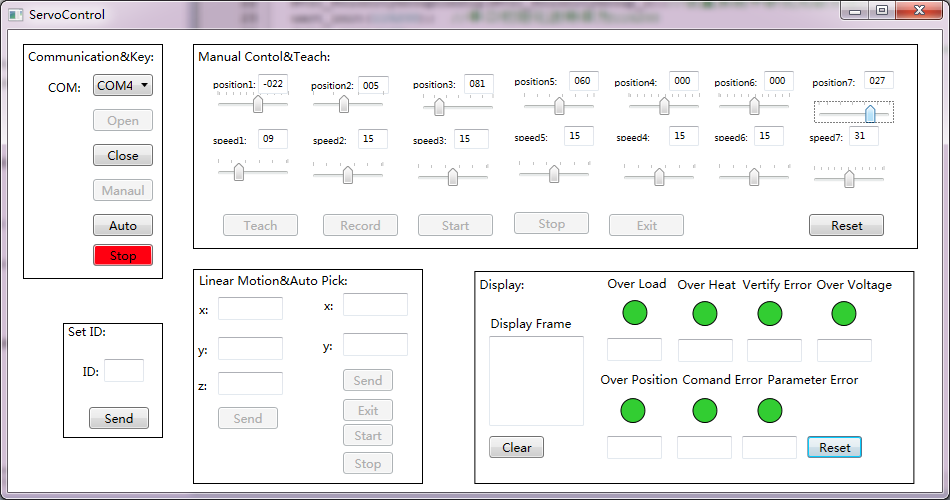 ServoControl
Communication&Key:
COM: COM4
Open
Close
Manaul
Auto
Stop
Manual Contol&Teach:
position1: -022 position2: 005 position3: 081 position5: 060 position4: 000 position6: 000 position7: 027
speed1: 09 speed2: 15 speed3: 15 speed5: 15 speed4: 15 speed6: 15 speed7: 31
Teach Record Start Stop Exit Reset
Set ID:
ID:
Send
Linear Motion&Auto Pick:
x: x:
y: y:
z: Send
Send Exit
Start
Stop
Display:
Over Load Over Heat Vertify Error Over Voltage
Display Frame
Over Position Comand Error Parameter Error
Clear Reset